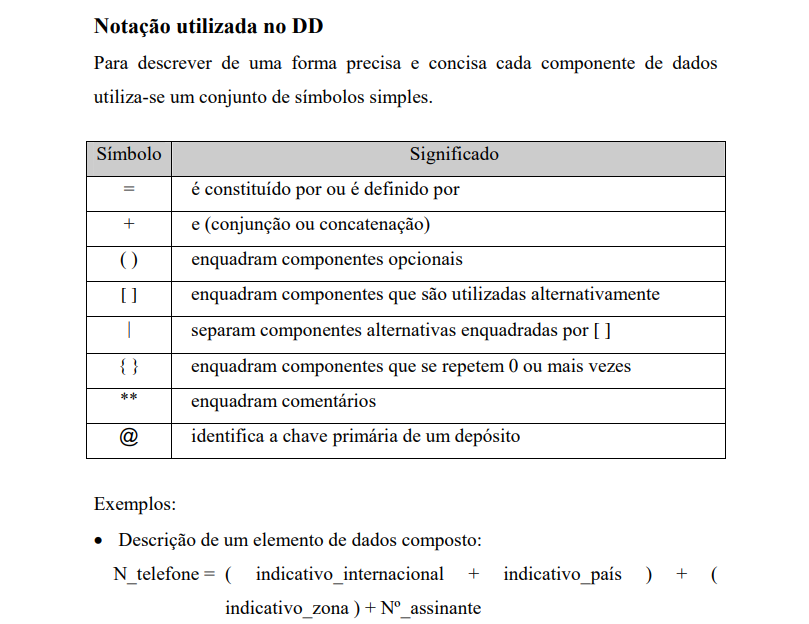 Notação utilizada no DD
Para descrever de uma forma precisa e concisa cada componente de dados
utiliza-se um conjunto de símbolos simples.
Símbolo Significado
= é constituído por ou é definido por
+ e (conjunção ou concatenação)
( ) enquadram componentes opcionais
[ ] enquadram componentes que são utilizadas alternativamente
| separam componentes alternativas enquadradas por [ ]
{ } enquadram componentes que se repetem 0 ou mais vezes
** enquadram comentários
@ identifica a chave primária de um depósito
Exemplos:
• Descrição de um elemento de dados composto:
N_telefone = ( indicativo_internacional + indicativo_país ) + (
indicativo_zona ) + Nº_assinante